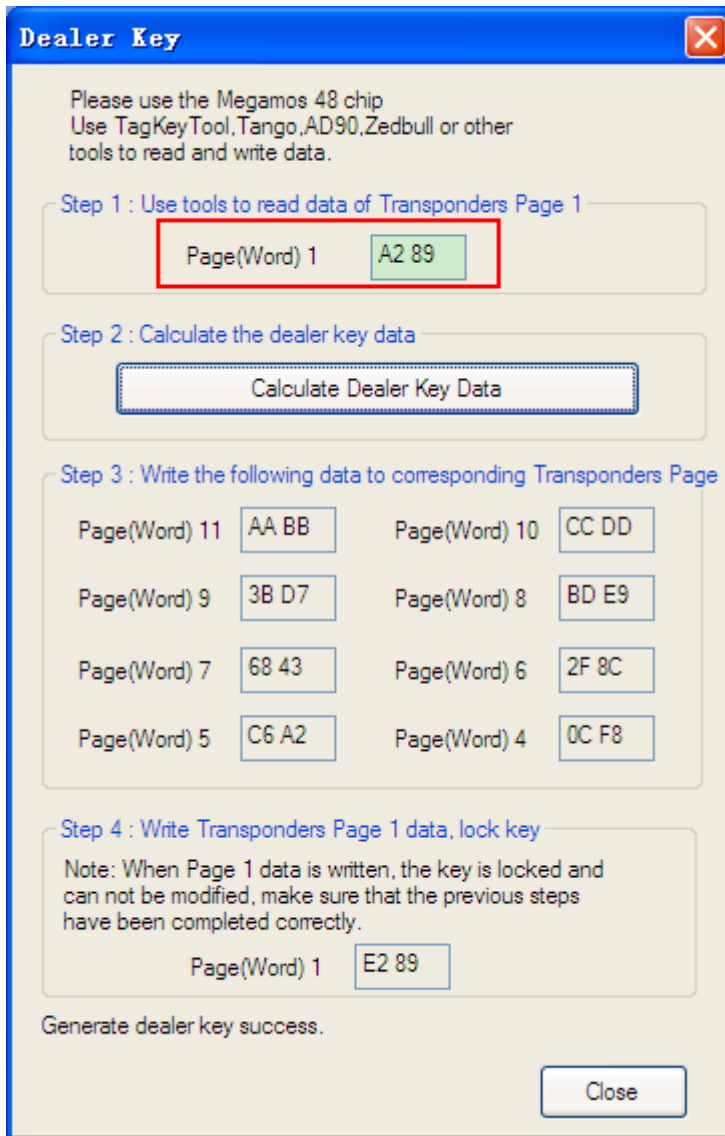 Dealer Key
Please use the Megamos 48 chip
Use TagKeyTool,Tango,AD90,Zedbull or other
tools to read and write data.
Step 1 : Use tools to read data of Transponders Page 1
Page(Word) 1 A2 89
Step 2 : Calculate the dealer key data
Calculate Dealer Key Data
Step 3 : Write the following data to corresponding Transponders Page
Page(Word) 11 AA BB Page(Word) 10 CC DD
Page(Word) 9 3B D7 Page(Word) 8 BD E9
Page(Word) 7 68 43 Page(Word) 6 2F 8C
Page(Word) 5 C6 A2 Page(Word) 4 0C F8
Step 4 : Write Transponders Page 1 data, lock key
Note: When Page 1 data is written, the key is locked and
can not be modified, make sure that the previous steps
have been completed correctly.
Page(Word) 1 E2 89
Generate dealer key success.
Close